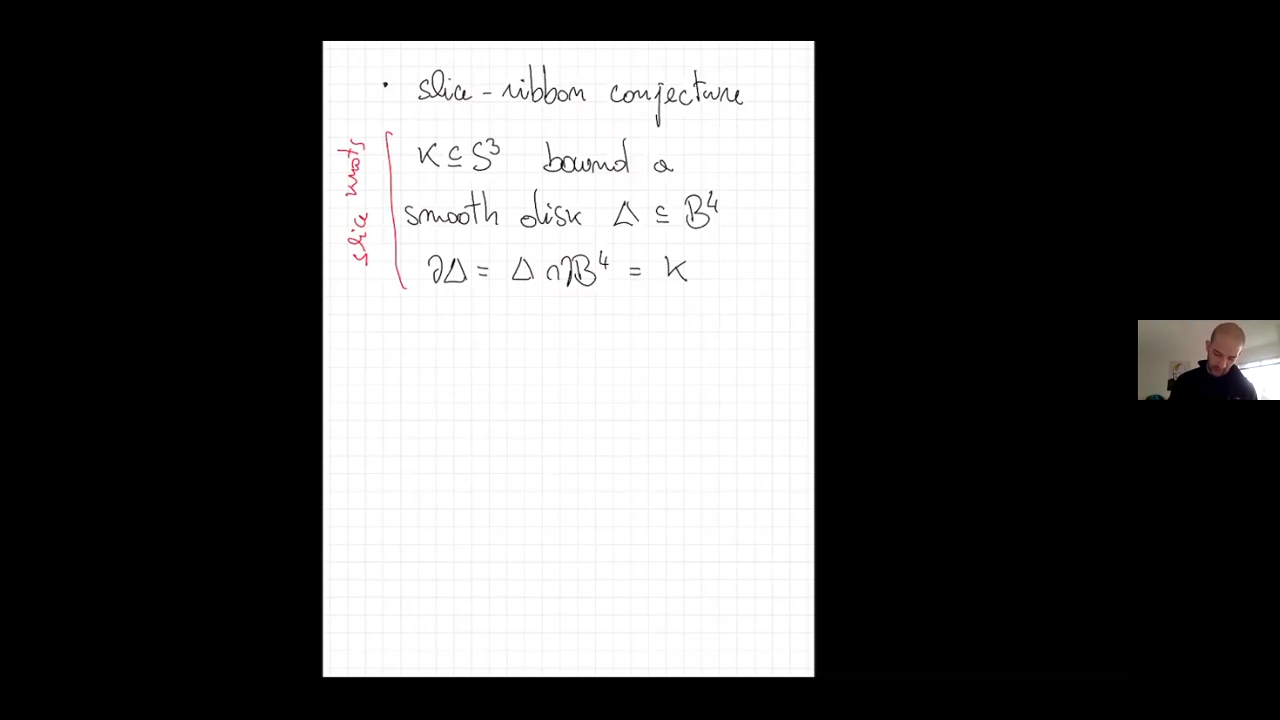 • slice - ribbon conjecture
slice knots
K ⊆ S³ bound a
smooth disk Δ ⊆ B⁴
∂Δ = Δ ∩ ∂B⁴ = K